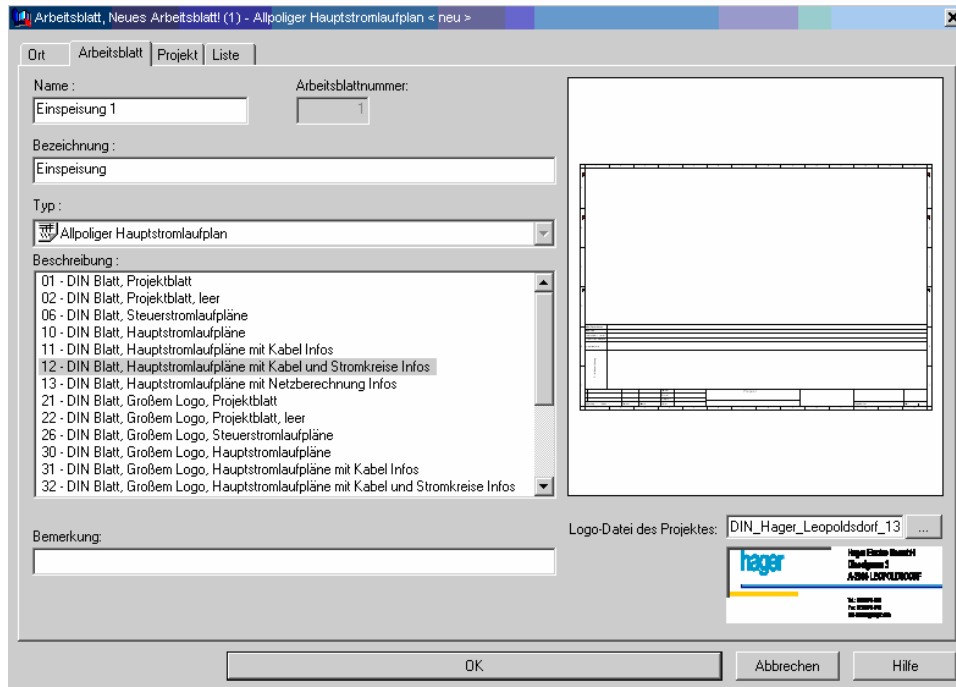 Arbeitsblatt, Neues Arbeitsblatt! (1) - Allpoliger Hauptstromlaufplan < neu >
Ort Arbeitsblatt Projekt Liste
Name : Arbeitsblattnummer:
Einspeisung 1 1
Bezeichnung :
Einspeisung
Typ :
Allpoliger Hauptstromlaufplan
Beschreibung :
01 - DIN Blatt, Projektblatt
02 - DIN Blatt, Projektblatt, leer
06 - DIN Blatt, Steuerstromlaufpläne
10 - DIN Blatt, Hauptstromlaufpläne
11 - DIN Blatt, Hauptstromlaufpläne mit Kabel Infos
12 - DIN Blatt, Hauptstromlaufpläne mit Kabel und Stromkreise Infos
13 - DIN Blatt, Hauptstromlaufpläne mit Netzberechnung Infos
21 - DIN Blatt, Großem Logo, Projektblatt
22 - DIN Blatt, Großem Logo, Projektblatt, leer
26 - DIN Blatt, Großem Logo, Steuerstromlaufpläne
30 - DIN Blatt, Großem Logo, Hauptstromlaufpläne
31 - DIN Blatt, Großem Logo, Hauptstromlaufpläne mit Kabel Infos
32 - DIN Blatt, Großem Logo, Hauptstromlaufpläne mit Kabel und Stromkreise Infos
Bemerkung:
Logo-Datei des Projektes: DIN_Hager_Leopoldsdorf_13 ...
hager
OK Abbrechen Hilfe